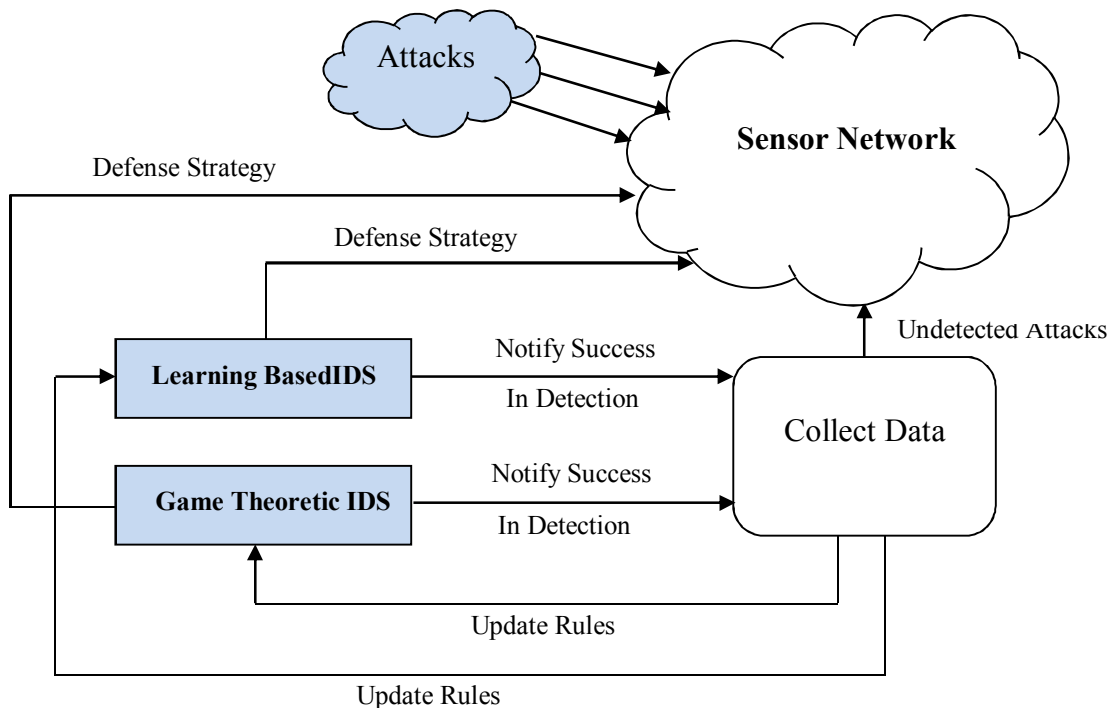 Attacks
Sensor Network
Defense Strategy
Defense Strategy
Undetected Attacks
Notify Success
Learning BasedIDS
In Detection
Collect Data
Notify Success
Game Theoretic IDS
In Detection
Update Rules
Update Rules